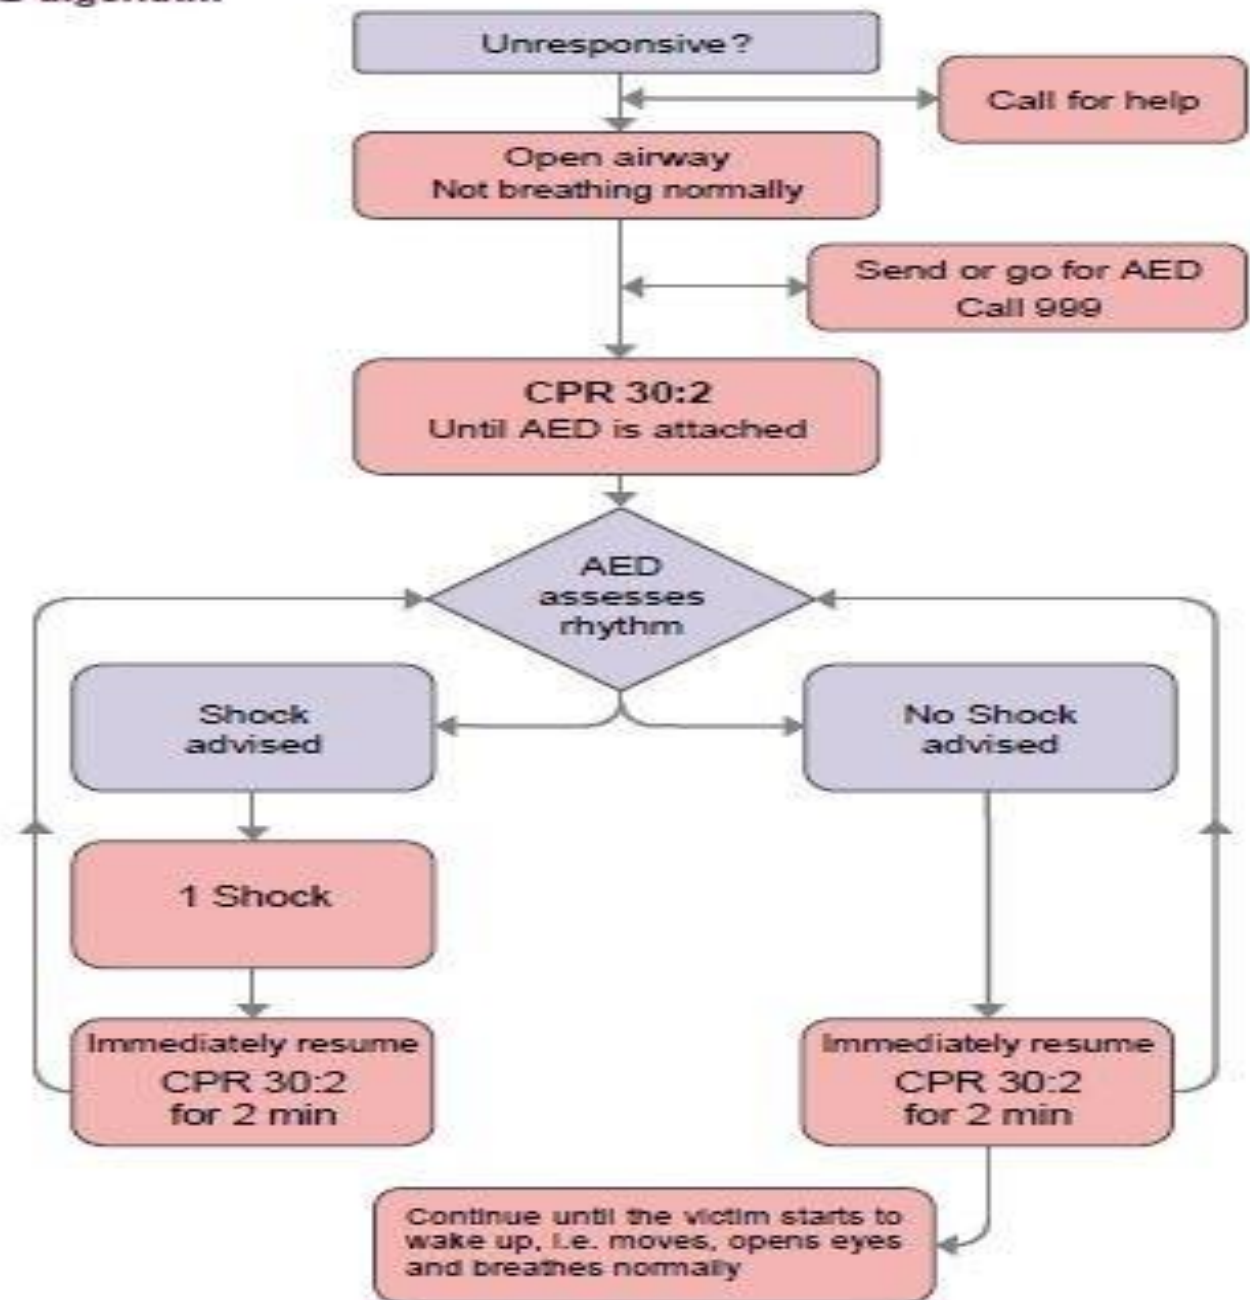 algorithm
Unresponsive?
Call for help
Open airway
Not breathing normally
Send or go for AED
Call 999
CPR 30:2
Until AED is attached
AED
assesses
rhythm
Shock
advised
No Shock
advised
1 Shock
Immediately resume
CPR 30:2
for 2 min
Immediately resume
CPR 30:2
for 2 min
Continue until the victim starts to
wake up, i.e. moves, opens eyes
and breathes normally